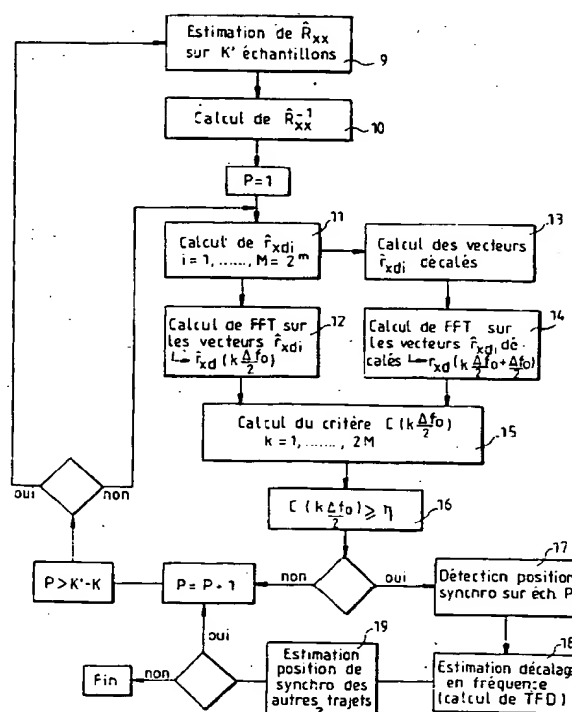 Estimation de R̂xx
sur K' échantillons
9
Calcul de R̂xx⁻¹
10
P=1
11
Calcul de r̂xdi
i = 1, ......, M = 2ᵐ
13
Calcul des vecteurs
r̂xdi décalés
12
Calcul de FFT sur
les vecteurs r̂xdi
↳ r̂xd (k Δfo/2)
14
Calcul de FFT sur
les vecteurs r̂xdi dé-
calés ↳ rxd (k Δfo/2 + Δfo/2)
Calcul du critère C (k Δfo/2)
k = 1, ......, 2M
15
C (k Δfo/2) ≥ η
16
oui
non
P > K'-K
P = P + 1
non
oui
17
Détection position
synchro sur éch. P
18
Estimation décalage
en fréquence
(calcul de TFD)
19
Estimation
position de
synchro des
autres trajets
?
oui
non
Fin